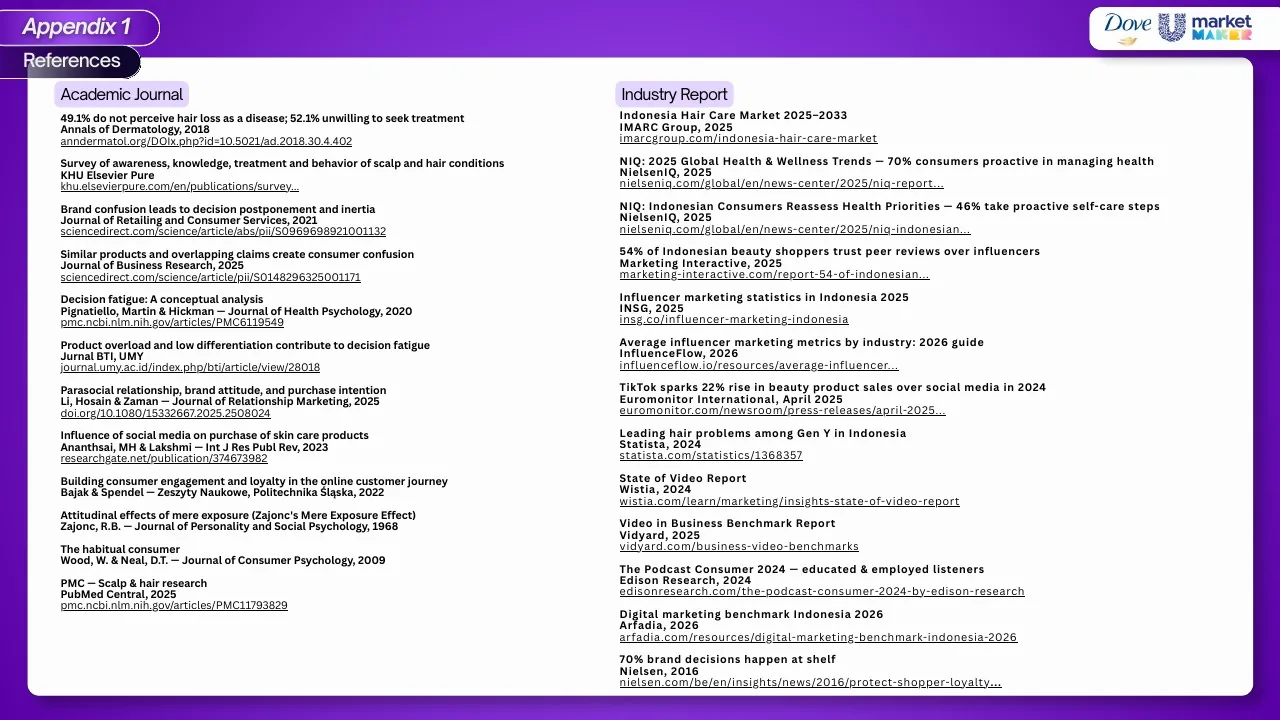 Appendix 1
References
Dove
market
MAKER
Academic Journal
49.1% do not perceive hair loss as a disease; 52.1% unwilling to seek treatment
Annals of Dermatology, 2018
anndermatol.org/DOIx.php?id=10.5021/ad.2018.30.4.402
Survey of awareness, knowledge, treatment and behavior of scalp and hair conditions
KHU Elsevier Pure
khu.elsevierpure.com/en/publications/survey...
Brand confusion leads to decision postponement and inertia
Journal of Retailing and Consumer Services, 2021
sciencedirect.com/science/article/abs/pii/S0969698921001132
Similar products and overlapping claims create consumer confusion
Journal of Business Research, 2025
sciencedirect.com/science/article/pii/S0148296325001171
Decision fatigue: A conceptual analysis
Pignatiello, Martin & Hickman — Journal of Health Psychology, 2020
pmc.ncbi.nlm.nih.gov/articles/PMC6119549
Product overload and low differentiation contribute to decision fatigue
Jurnal BTI, UMY
journal.umy.ac.id/index.php/bti/article/view/28018
Parasocial relationship, brand attitude, and purchase intention
Li, Hosain & Zaman — Journal of Relationship Marketing, 2025
doi.org/10.1080/15332667.2025.2508024
Influence of social media on purchase of skin care products
Ananthsai, MH & Lakshmi — Int J Res Publ Rev, 2023
researchgate.net/publication/374673982
Building consumer engagement and loyalty in the online customer journey
Bajak & Spendel — Zeszyty Naukowe, Politechnika Śląska, 2022
Attitudinal effects of mere exposure (Zajonc's Mere Exposure Effect)
Zajonc, R.B. — Journal of Personality and Social Psychology, 1968
The habitual consumer
Wood, W. & Neal, D.T. — Journal of Consumer Psychology, 2009
PMC — Scalp & hair research
PubMed Central, 2025
pmc.ncbi.nlm.nih.gov/articles/PMC11793829
Industry Report
Indonesia Hair Care Market 2025–2033
IMARC Group, 2025
imarcgroup.com/indonesia-hair-care-market
NIQ: 2025 Global Health & Wellness Trends — 70% consumers proactive in managing health
NielsenIQ, 2025
nielseniq.com/global/en/news-center/2025/niq-report...
NIQ: Indonesian Consumers Reassess Health Priorities — 46% take proactive self-care steps
NielsenIQ, 2025
nielseniq.com/global/en/news-center/2025/niq-indonesian...
54% of Indonesian beauty shoppers trust peer reviews over influencers
Marketing Interactive, 2025
marketing-interactive.com/report-54-of-indonesian...
Influencer marketing statistics in Indonesia 2025
INSG, 2025
insg.co/influencer-marketing-indonesia
Average influencer marketing metrics by industry: 2026 guide
InfluenceFlow, 2026
influenceflow.io/resources/average-influencer...
TikTok sparks 22% rise in beauty product sales over social media in 2024
Euromonitor International, April 2025
euromonitor.com/newsroom/press-releases/april-2025...
Leading hair problems among Gen Y in Indonesia
Statista, 2024
statista.com/statistics/1368357
State of Video Report
Wistia, 2024
wistia.com/learn/marketing/insights-state-of-video-report
Video in Business Benchmark Report
Vidyard, 2025
vidyard.com/business-video-benchmarks
The Podcast Consumer 2024 — educated & employed listeners
Edison Research, 2024
edisonresearch.com/the-podcast-consumer-2024-by-edison-research
Digital marketing benchmark Indonesia 2026
Arfadia, 2026
arfadia.com/resources/digital-marketing-benchmark-indonesia-2026
70% brand decisions happen at shelf
Nielsen, 2016
nielsen.com/be/en/insights/news/2016/protect-shopper-loyalty...